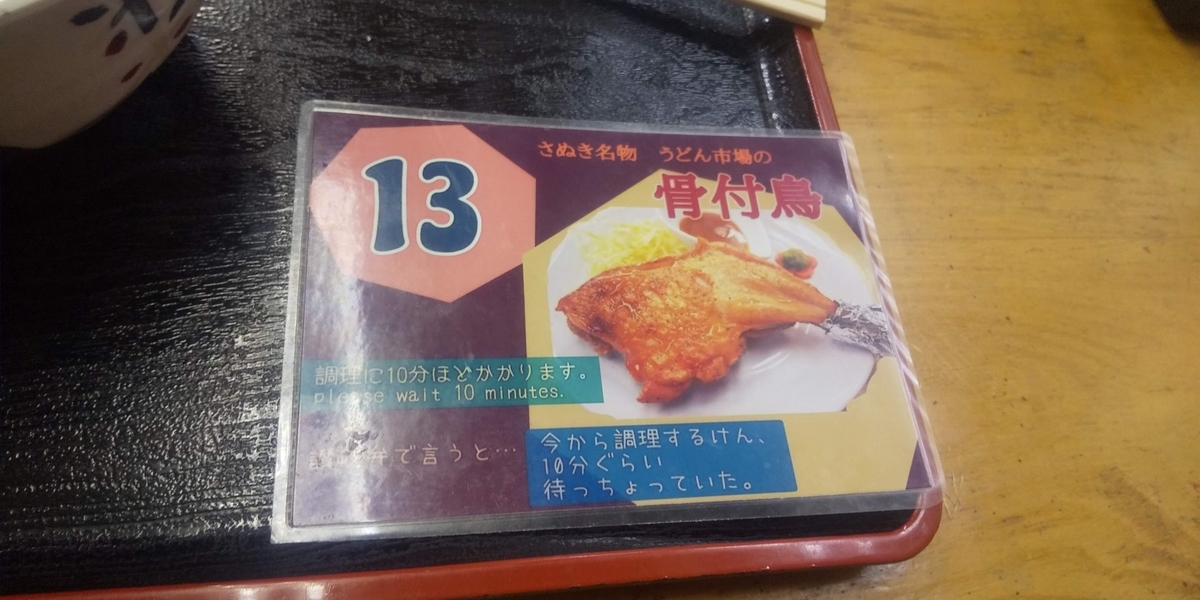 13
さぬき名物 うどん市場の
骨付鳥
調理に10分ほどかかります。
please wait 10 minutes.
讃岐弁で言うと…
今から調理するけん、
10分ぐらい
待っちょっていた。